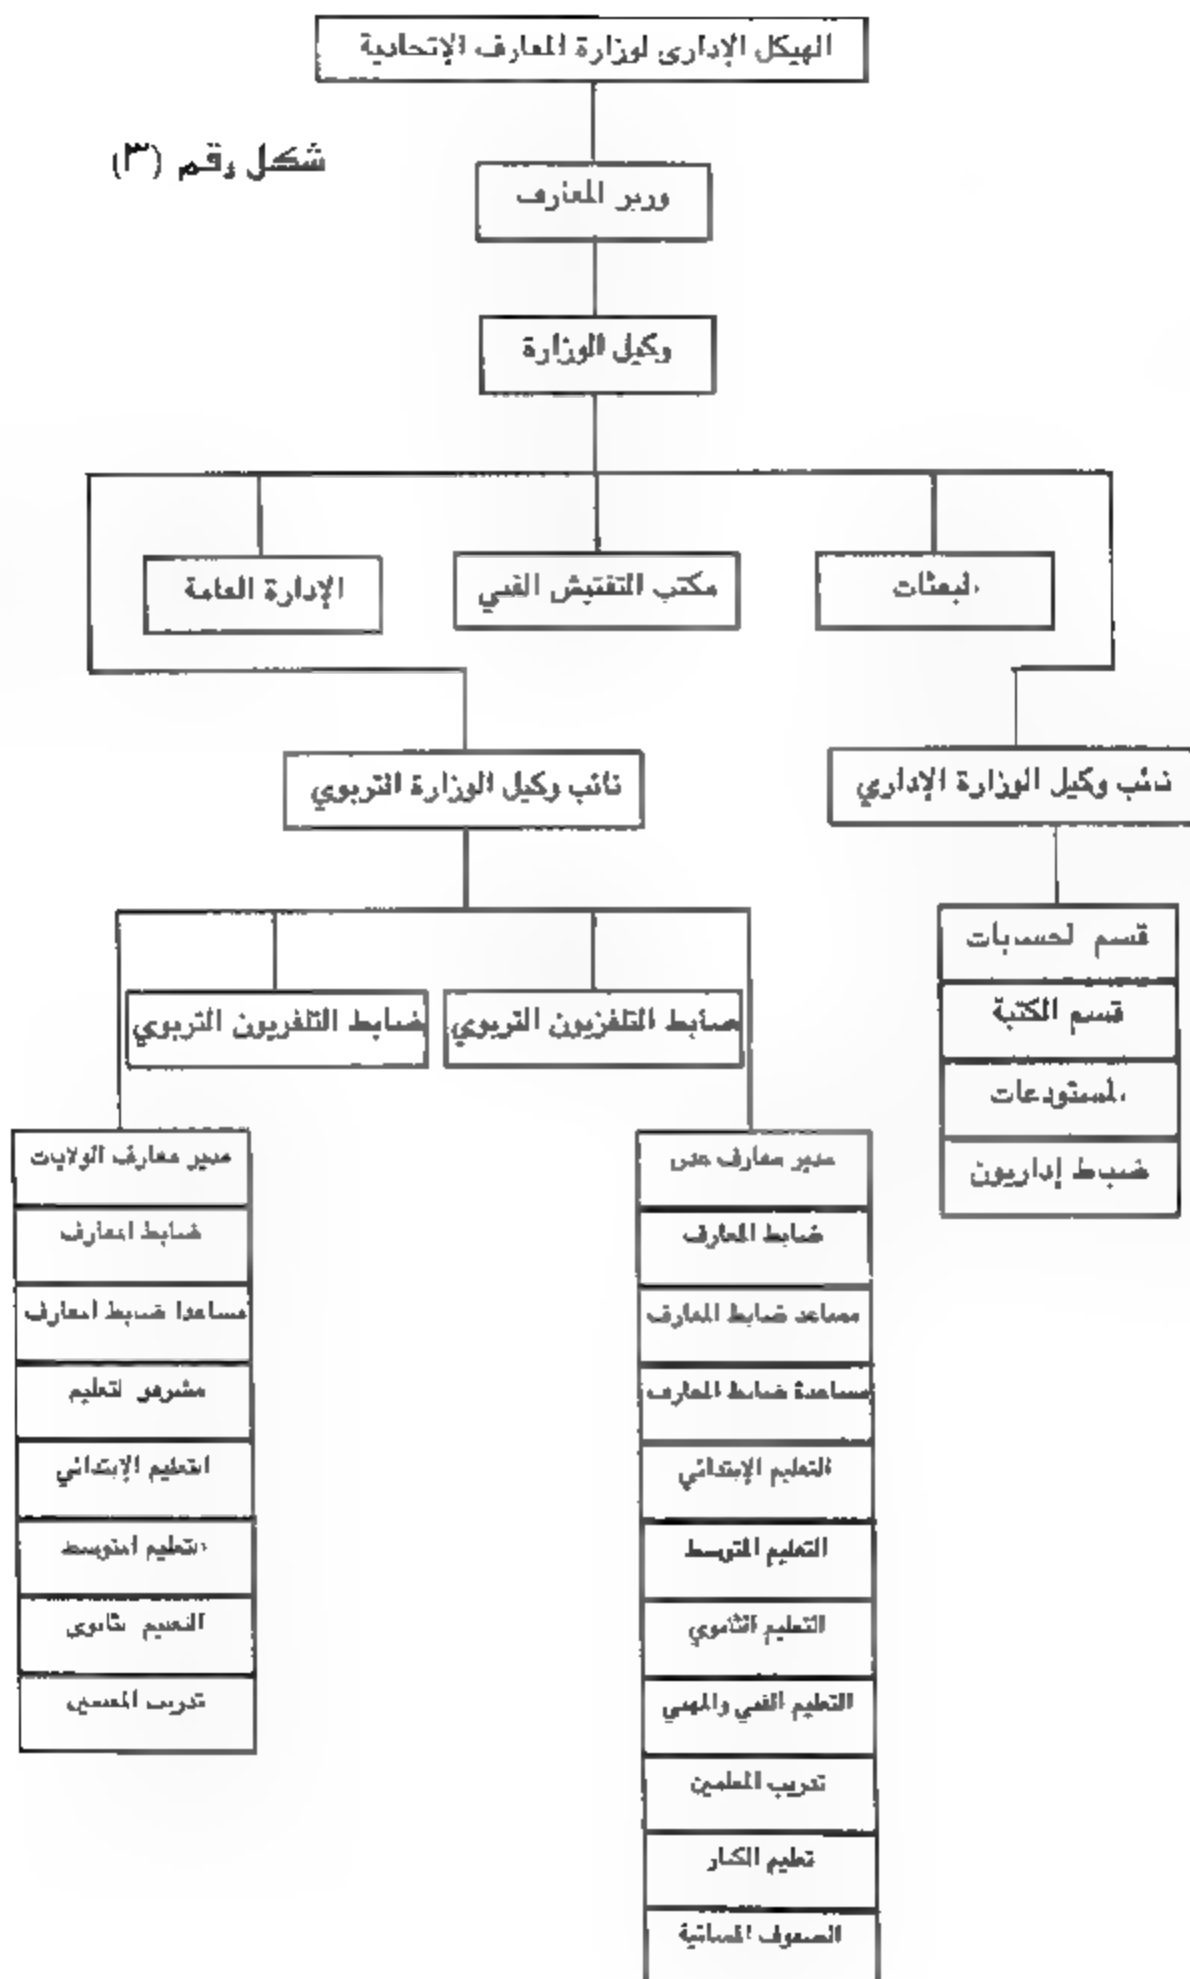 الهيكل الإدارى لوزارة المعارف الإتحادية
شكل رقم (٣)
وزير المعارف
وكيل الوزارة
البعثات
مكتب التفتيش الفني
الإدارة العامة
نائب وكيل الوزارة الإداري
نائب وكيل الوزارة التربوي
قسم الحسابات
قسم الكتبة
المستودعات
ضباط إداريون
ضابط التلفزيون التربوي
ضابط التلفزيون التربوي
مدير معارف عدن
ضابط المعارف
مساعد ضابط المعارف
مساعدة ضابط المعارف
التعليم الإبتدائي
التعليم المتوسط
التعليم الثانوي
التعليم الفني والمهني
تدريب المعلمين
تعليم الكبار
الصفوف المسائية
مدير معارف الولايات
ضابط المعارف
مساعدا ضابط المعارف
مشرفو التعليم
التعليم الإبتدائي
التعليم المتوسط
التعليم الثانوى
تدريب المعلمين